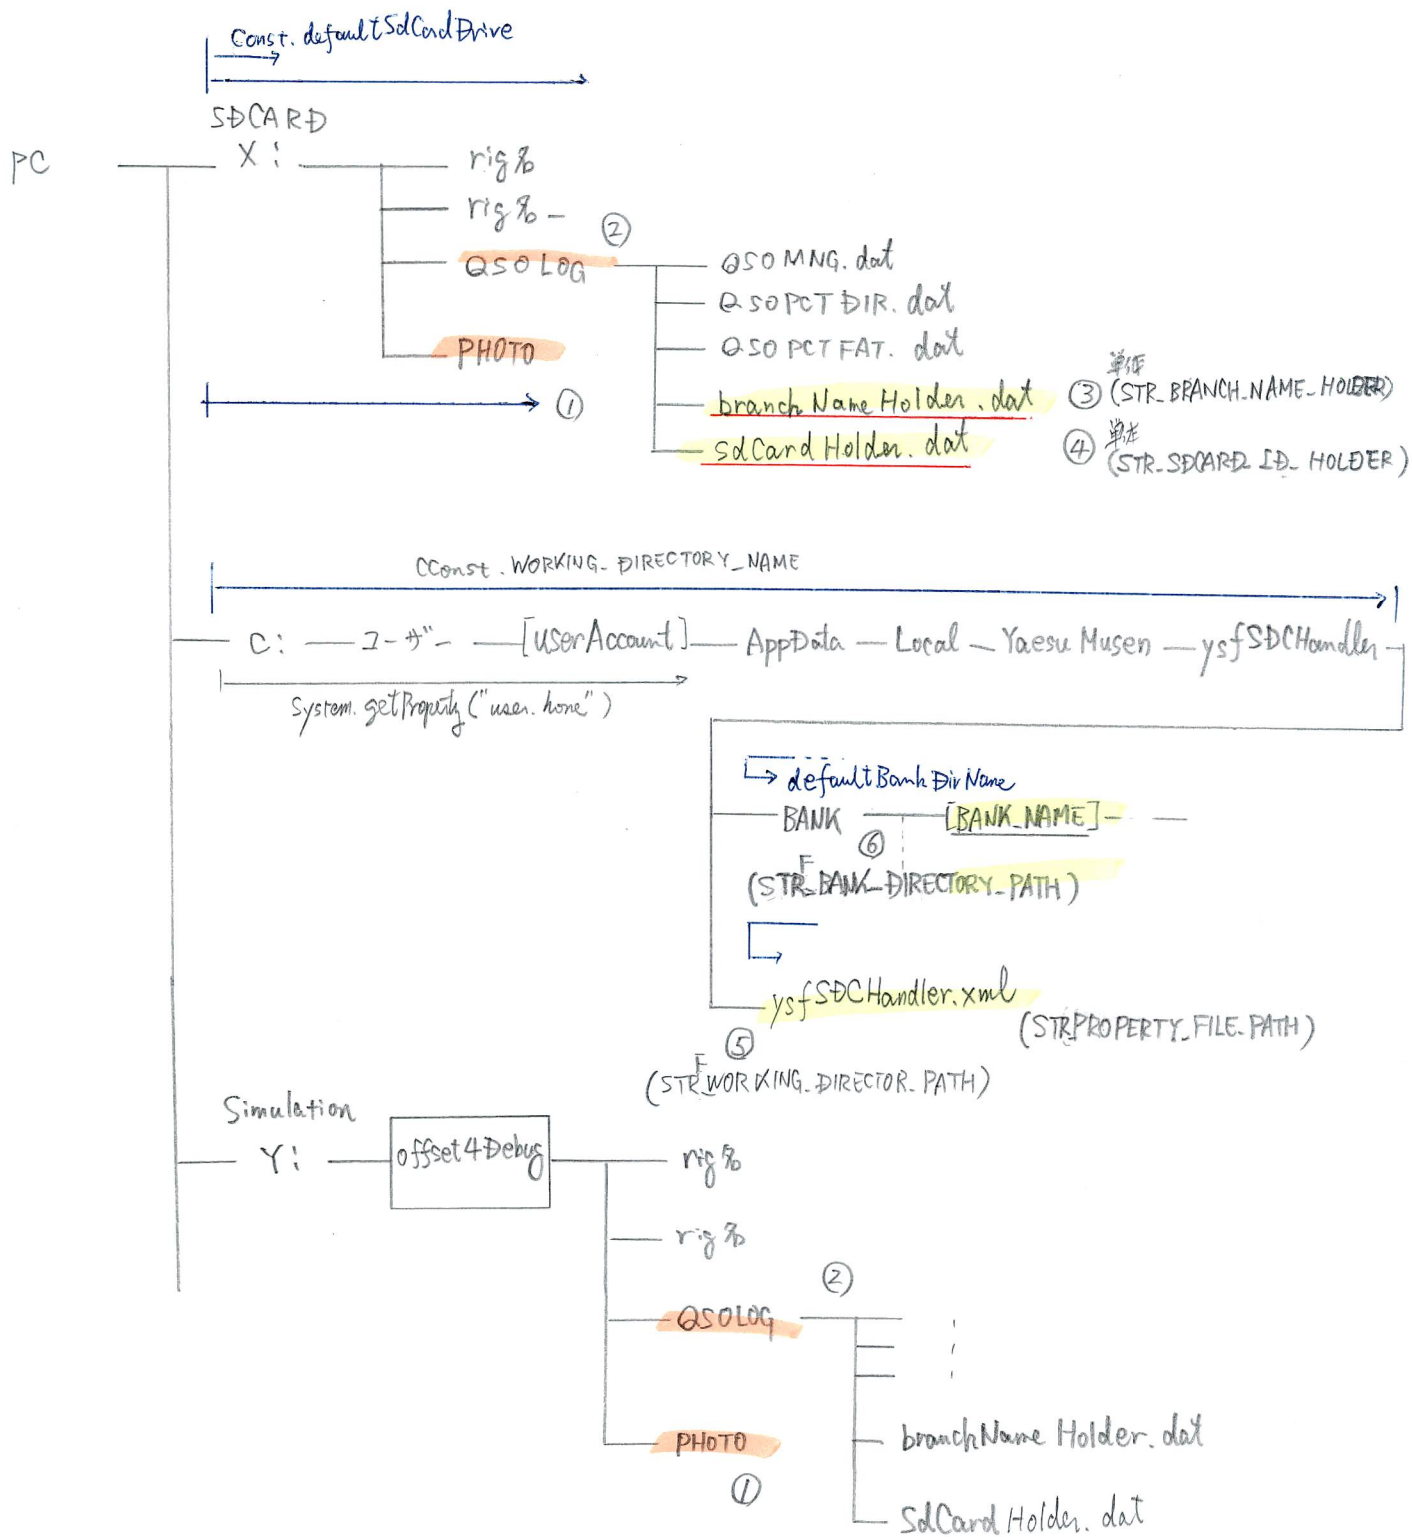 Const. defaultSdCardDrive
SDCARD
PC
X:
rig%
rig% _
②
QSOLOG
QSOMNG.dat
QSOPCTDIR.dat
QSOPCTFAT.dat
PHOTO
①
branchNameHolder.dat
③ (STR_BRANCH_NAME_HOLDER)
sdCardHolder.dat
④ (STR_SDCARD_ID_HOLDER)
CConst. WORKING_DIRECTORY_NAME
C: ユーザー [userAccount] AppData Local Yaesu Musen ysfSDCHandler
System.getProperty("user.home")
defaultBankDirName
BANK [BANK_NAME]
⑥
F
(STR_BANK_DIRECTORY_PATH)
ysfSDCHandler.xml
(STRPROPERTY_FILE_PATH)
⑤
F
(STR_WORKING_DIRECTOR_PATH)
Simulation
Y: offset4Debug
rig%
rig%
②
QSOLOG
PHOTO
①
branchNameHolder.dat
SdCardHolder.dat